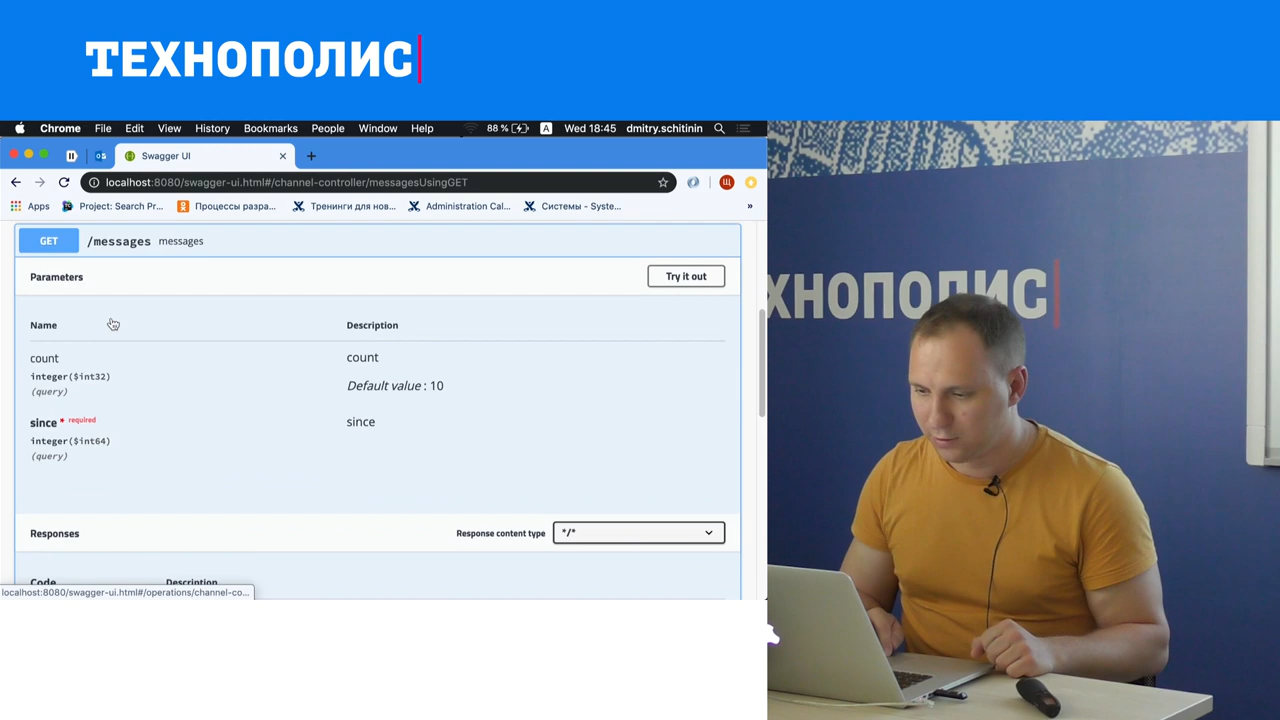 ТЕХНОПОЛИС
Chrome File Edit View History Bookmarks People Window Help 88 % A Wed 18:45 dmitry.schitinin
Swagger UI
localhost:8080/swagger-ui.html#/channel-controller/messagesUsingGET
Apps Project: Search Pr... Процессы разра... Тренинги для нов... Administration Cal... Системы - Syste... »
GET /messages messages
Parameters Try it out
Name Description
count count
integer($int32) Default value : 10
(query)
since * required since
integer($int64)
(query)
Responses Response content type */*
Code Description
localhost:8080/swagger-ui.html#/operations/channel-co...
ХНОПОЛИС